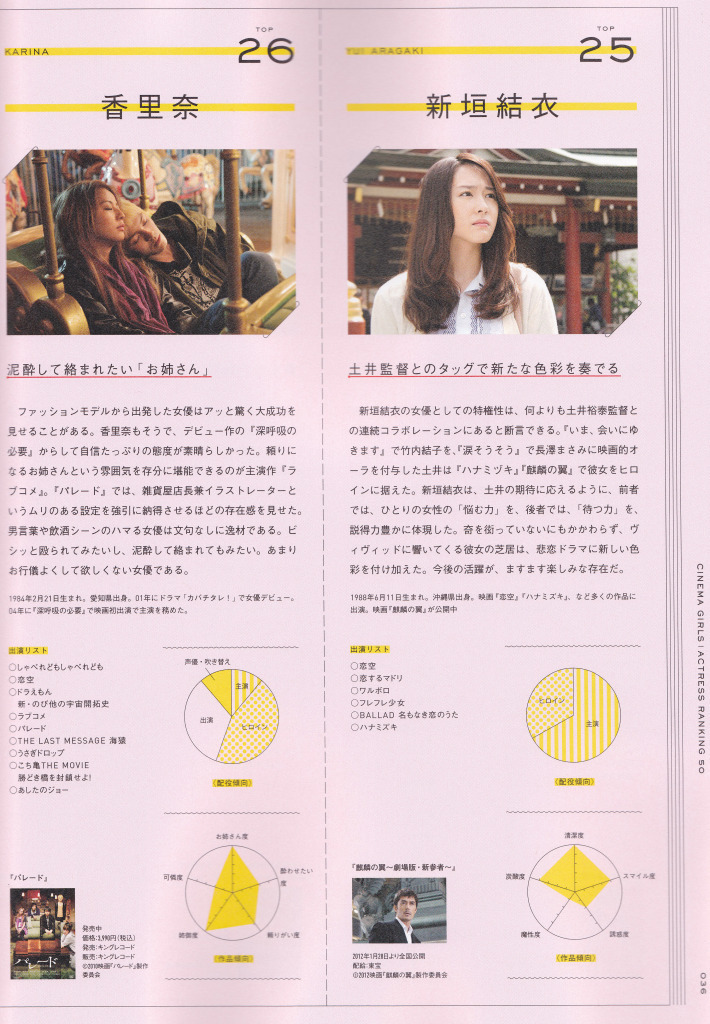 KARINA
TOP
26
香里奈
泥酔して絡まれたい「お姉さん」
ファッションモデルから出発した女優はアッと驚く大成功を
見せることがある。香里奈もそうで、デビュー作の『深呼吸の
必要』からして自信たっぷりの態度が素晴らしかった。頼りに
なるお姉さんという雰囲気を存分に堪能できるのが主演作『ラ
ブコメ』。『パレード』では、雑貨屋店長兼イラストレーターと
いうムリのある設定を強引に納得させるほどの存在感を見せた。
男言葉や飲酒シーンのハマる女優は文句なしに逸材である。ビ
シッと殴られてみたいし、泥酔して絡まれてもみたい。あまり
お行儀よくして欲しくない女優である。
1984年2月21日生まれ。愛知県出身。01年にドラマ「カバチタレ!」で女優デビュー。
04年に『深呼吸の必要』で映画初出演で主演を務めた。
出演リスト
○しゃべれどもしゃべれども
○恋空
○ドラえもん
新・のび他の宇宙開拓史
○ラブコメ
○パレード
○THE LAST MESSAGE 海猿
○うさぎドロップ
○こち亀THE MOVIE
勝どき橋を封鎖せよ!
○あしたのジョー
声優・吹き替え
主演
出演
ヒロイン
《配役傾向》
お姉さん度
酔わせたい
度
頼りがい度
可憐度
《作品傾向》
『パレード』
パレード
発売中
価格:3,990円(税込)
発売:キングレコード
販売:キングレコード
©2010映画『パレード』製作
委員会
YUI ARAGAKI
TOP
25
新垣結衣
土井監督とのタッグで新たな色彩を奏でる
新垣結衣の女優としての特権性は、何よりも土井裕泰監督と
の連続コラボレーションにあると断言できる。『いま、会いにゆ
きます』で竹内結子を、『涙そうそう』で長澤まさみに映画的オ
ーラを付与した土井は『ハナミヅキ』『麒麟の翼』で彼女をヒロ
インに据えた。新垣結衣は、土井の期待に応えるように、前者
では、ひとりの女性の「悩む力」を、後者では、「待つ力」を、
説得力豊かに体現した。奇を衒っていないにもかかわらず、ヴ
ィヴィッドに響いてくる彼女の芝居は、悲恋ドラマに新しい色
彩を付け加えた。今後の活躍が、ますます楽しみな存在だ。
1988年6月11日生まれ。沖縄県出身。映画『恋空』『ハナミズキ』、など多くの作品に
出演。映画『麒麟の翼』が公開中
出演リスト
○恋空
○恋するマドリ
○ワルボロ
○フレフレ少女
○BALLAD 名もなき恋のうた
○ハナミズキ
ヒロイン
主演
《配役傾向》
清潔度
スマイル度
誘惑度
魔性度
炭酸度
《作品傾向》
『麒麟の翼〜劇場版・新参者〜』
2012年1月28日より全国公開
配給:東宝
©2012映画『麒麟の翼』製作委員会
CINEMA GIRLS | ACTRESS RANKING 50
036